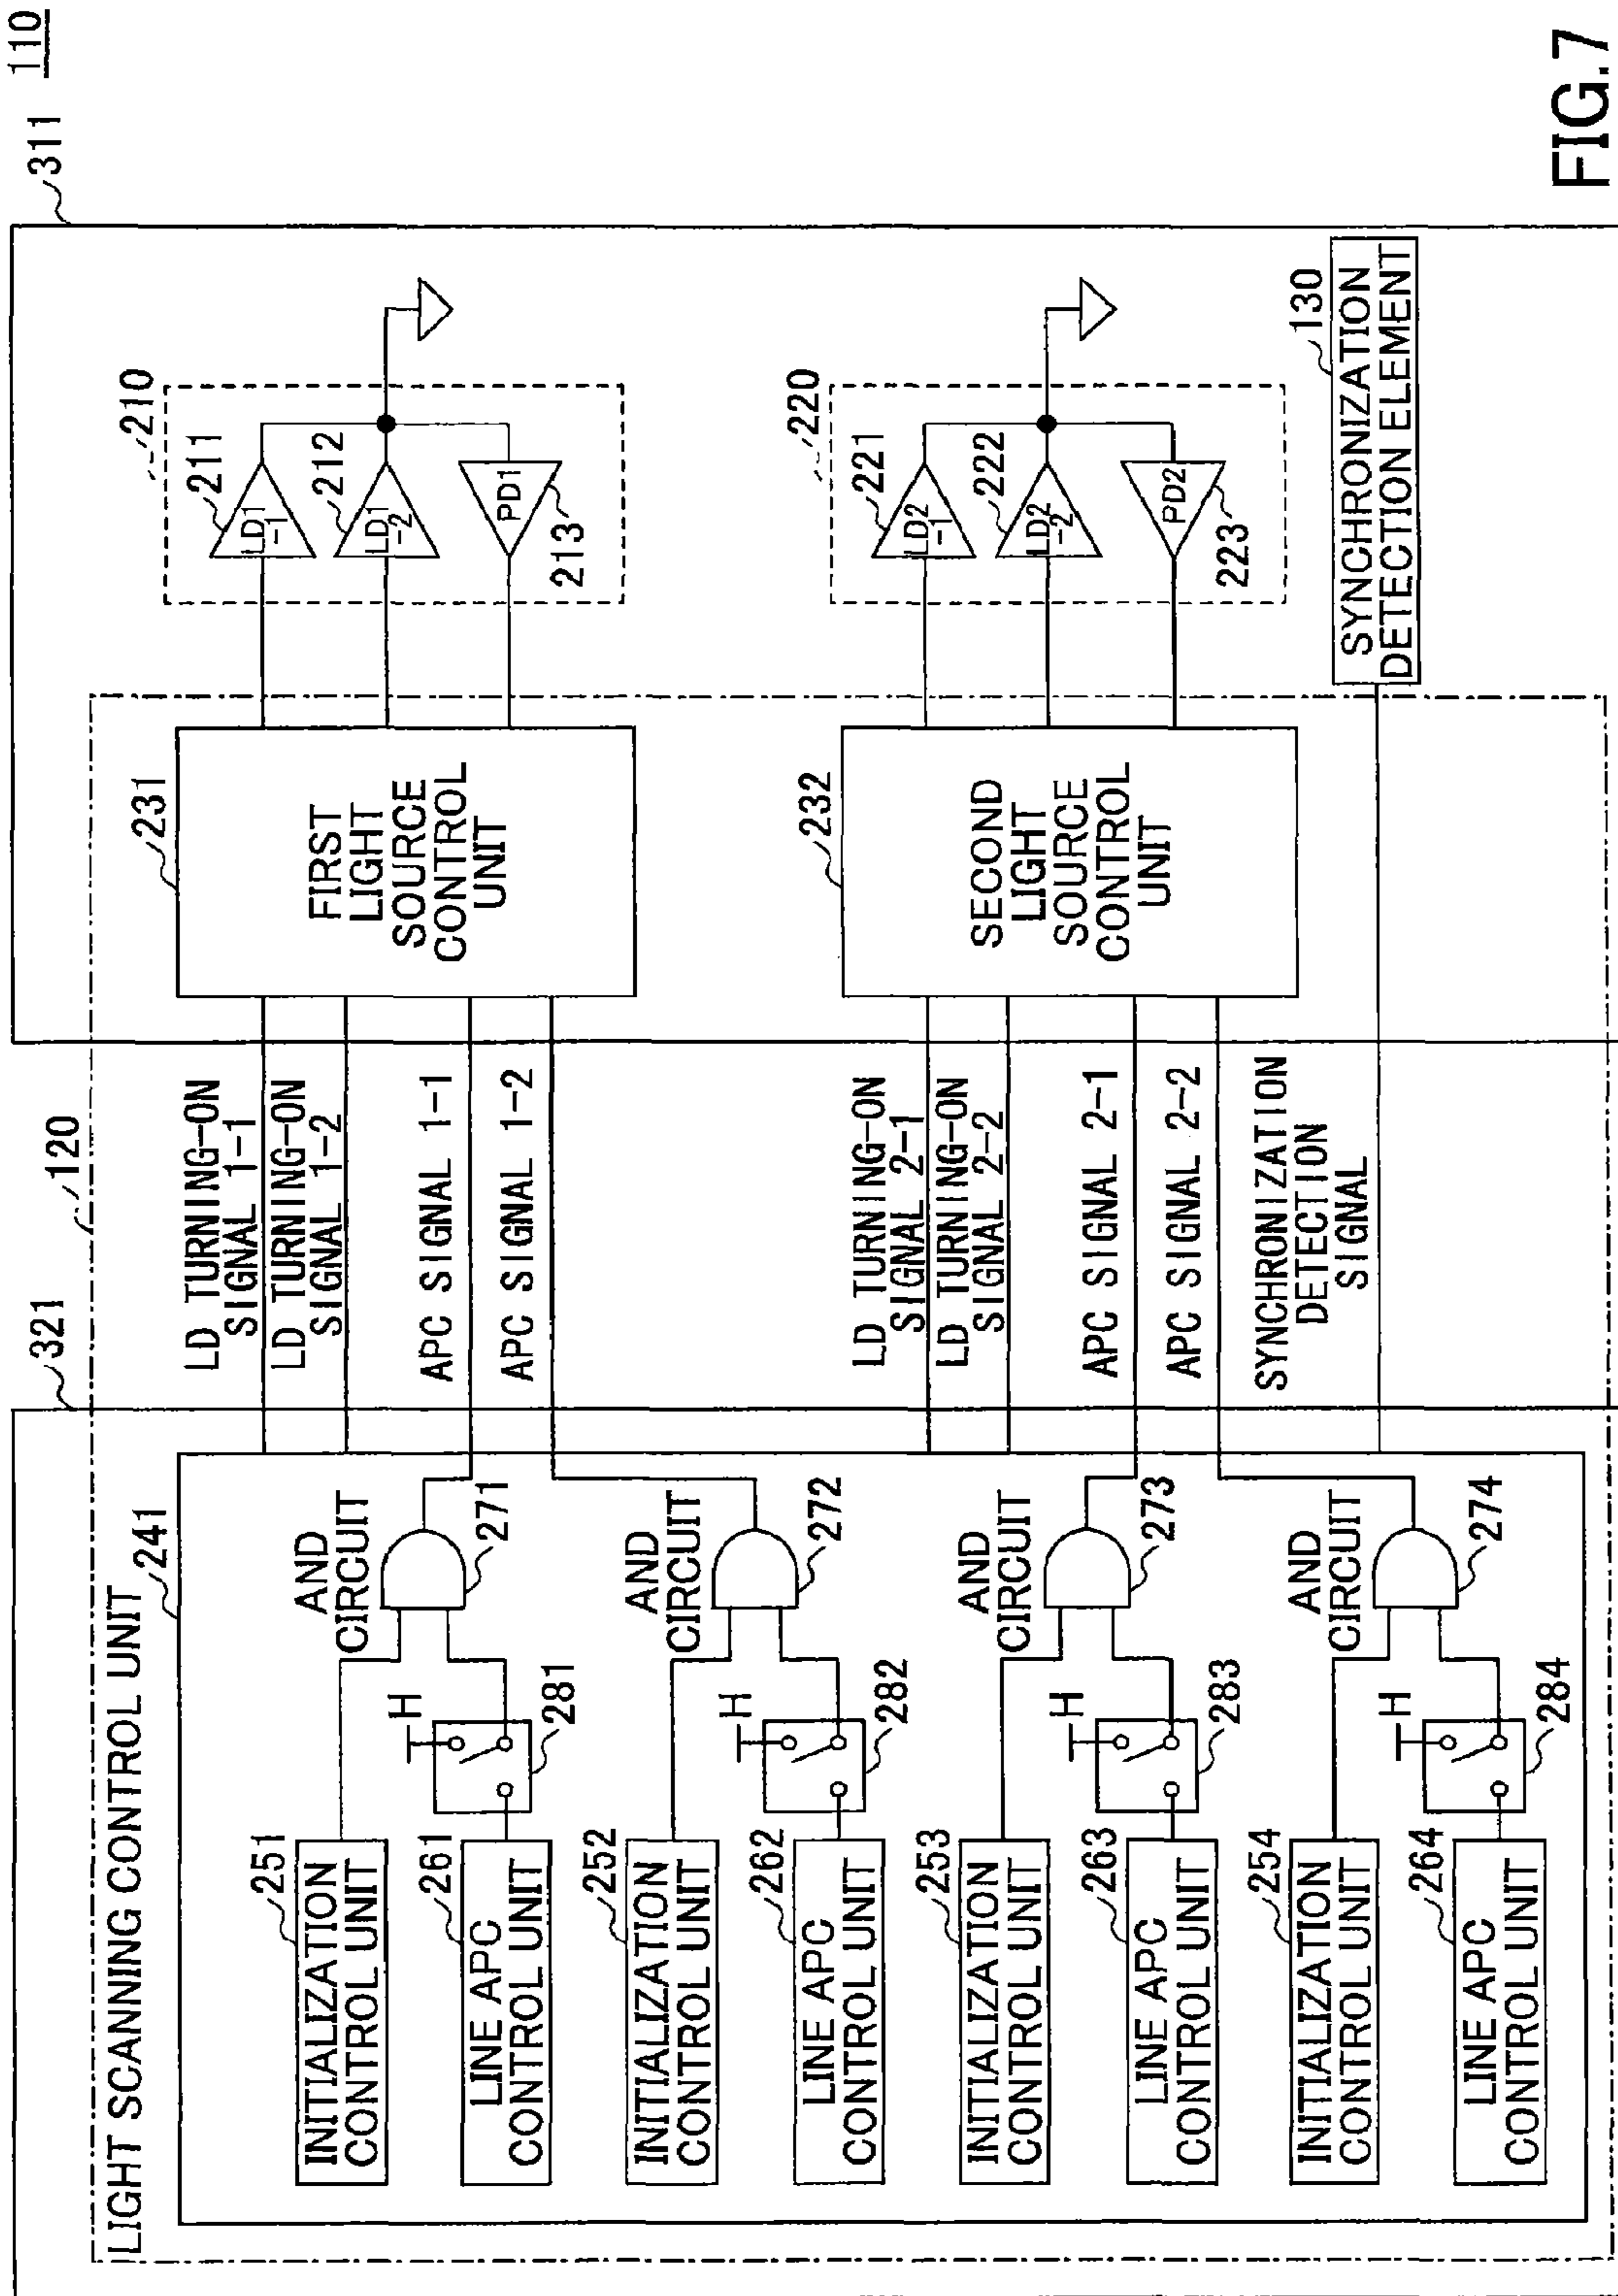 110
311
321
120
LIGHT SCANNING CONTROL UNIT
241
251
INITIALIZATION
CONTROL UNIT
261
LINE APC
CONTROL UNIT
H
281
AND
CIRCUIT
271
252
INITIALIZATION
CONTROL UNIT
262
LINE APC
CONTROL UNIT
H
282
AND
CIRCUIT
272
253
INITIALIZATION
CONTROL UNIT
263
LINE APC
CONTROL UNIT
H
283
AND
CIRCUIT
273
254
INITIALIZATION
CONTROL UNIT
264
LINE APC
CONTROL UNIT
H
284
AND
CIRCUIT
274
LD TURNING-ON
SIGNAL 1-1
LD TURNING-ON
SIGNAL 1-2
APC SIGNAL 1-1
APC SIGNAL 1-2
LD TURNING-ON
SIGNAL 2-1
LD TURNING-ON
SIGNAL 2-2
APC SIGNAL 2-1
APC SIGNAL 2-2
SYNCHRONIZATION
DETECTION
SIGNAL
231
FIRST
LIGHT
SOURCE
CONTROL
UNIT
232
SECOND
LIGHT
SOURCE
CONTROL
UNIT
210
211
LD1
-1
212
LD1
-2
PD1
213
220
221
LD2
-1
222
LD2
-2
PD2
223
130
SYNCHRONIZATION
DETECTION ELEMENT
FIG.7